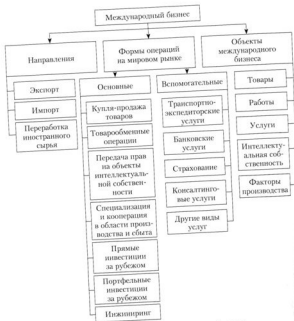 Международный бизнес
Направления
Экспорт
Импорт
Переработка
иностранного
сырья
Формы операций
на мировом рынке
Основные
Купля-продажа
товаров
Товарообменные
операции
Передача прав
на объекты
интеллектуаль-
ной собствен-
ности
Специализация
и кооперация
в области произ-
водства и сбыта
Прямые
инвестиции
за рубежом
Портфельные
инвестиции
за рубежом
Инжиниринг
Вспомогательные
Транспортно-
экспедиторские
услуги
Банковские
услуги
Страхование
Консалтинго-
вые услуги
Другие виды
услуг
Объекты
международного
бизнеса
Товары
Работы
Услуги
Интеллекту-
альная соб-
ственность
Факторы
производства